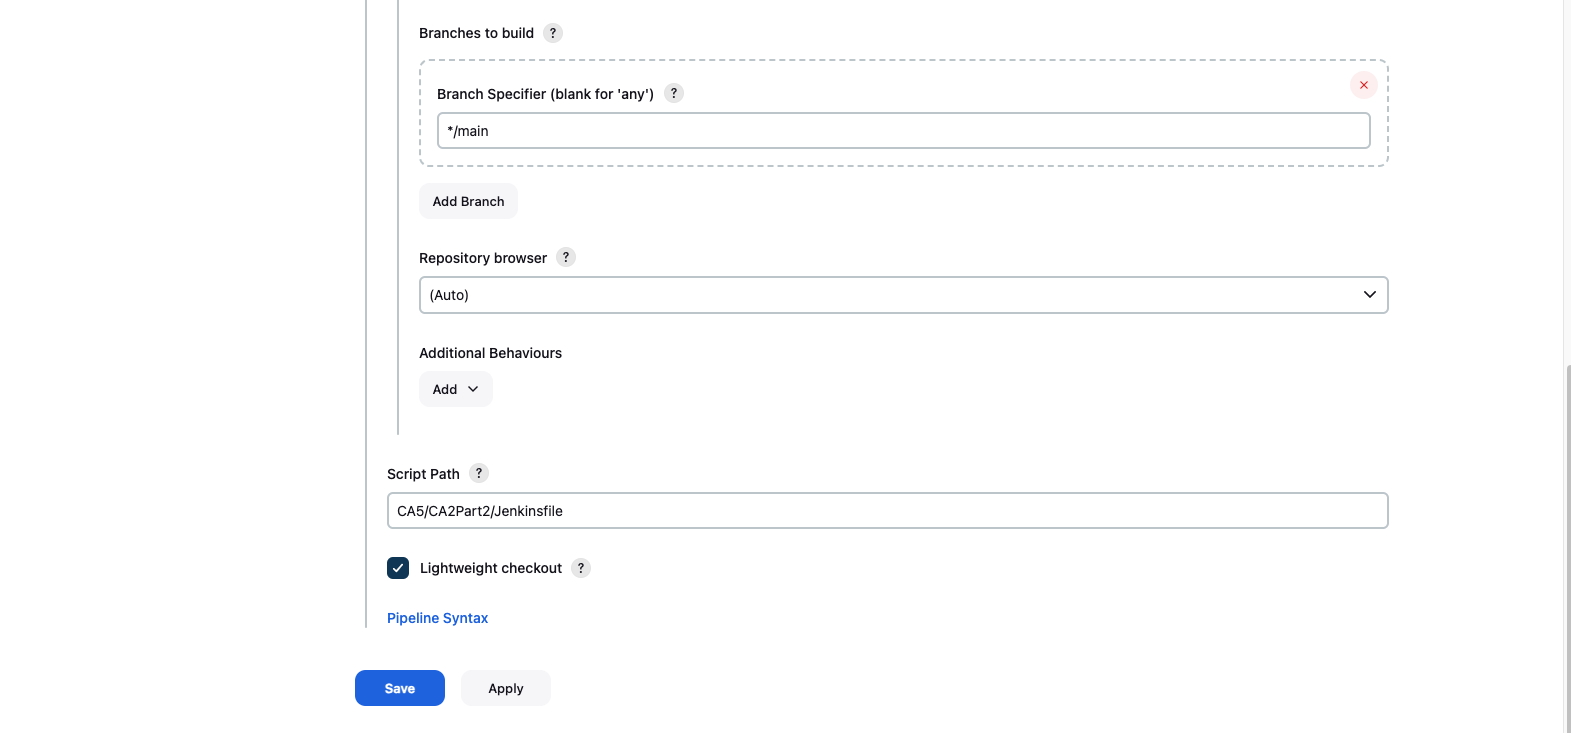 Branches to build ?
Branch Specifier (blank for 'any') ?
*/main
Add Branch
Repository browser ?
(Auto)
Additional Behaviours
Add
Script Path ?
CA5/CA2Part2/Jenkinsfile
Lightweight checkout ?
Pipeline Syntax
Save Apply